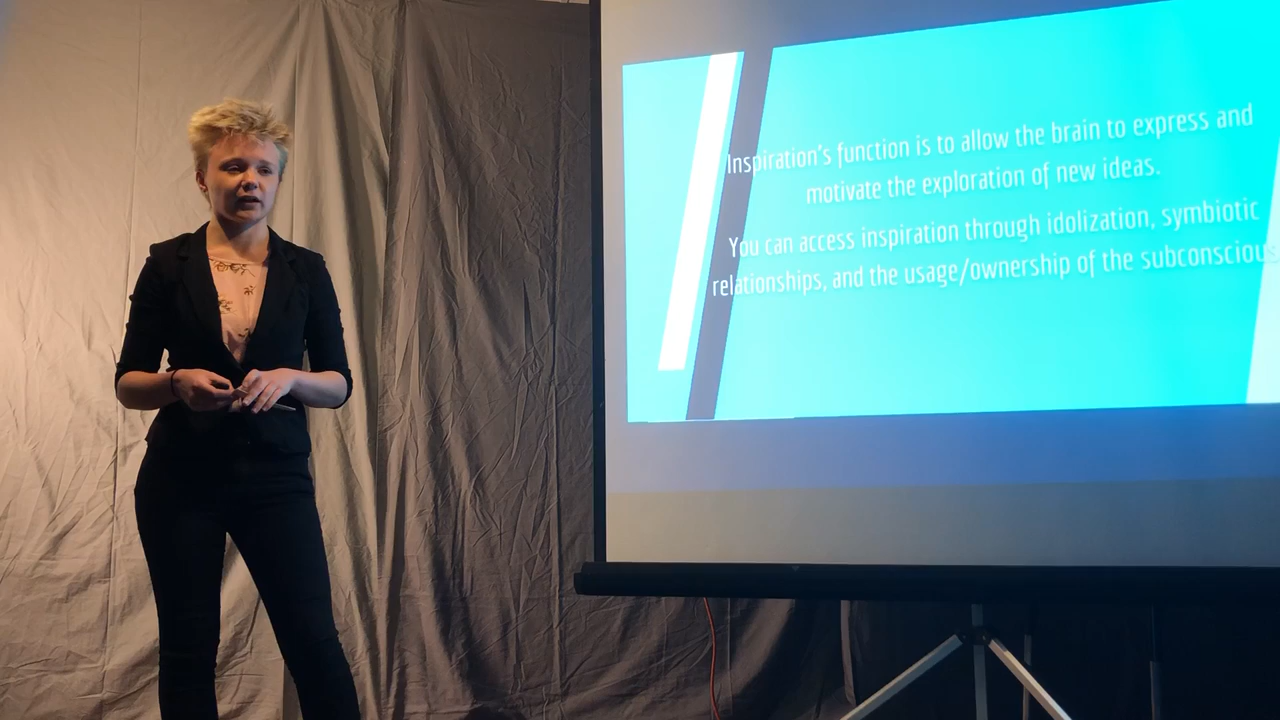 Inspiration's function is to allow the brain to express and
motivate the exploration of new ideas.
You can access inspiration through idolization, symbiotic
relationships, and the usage/ownership of the subconscious